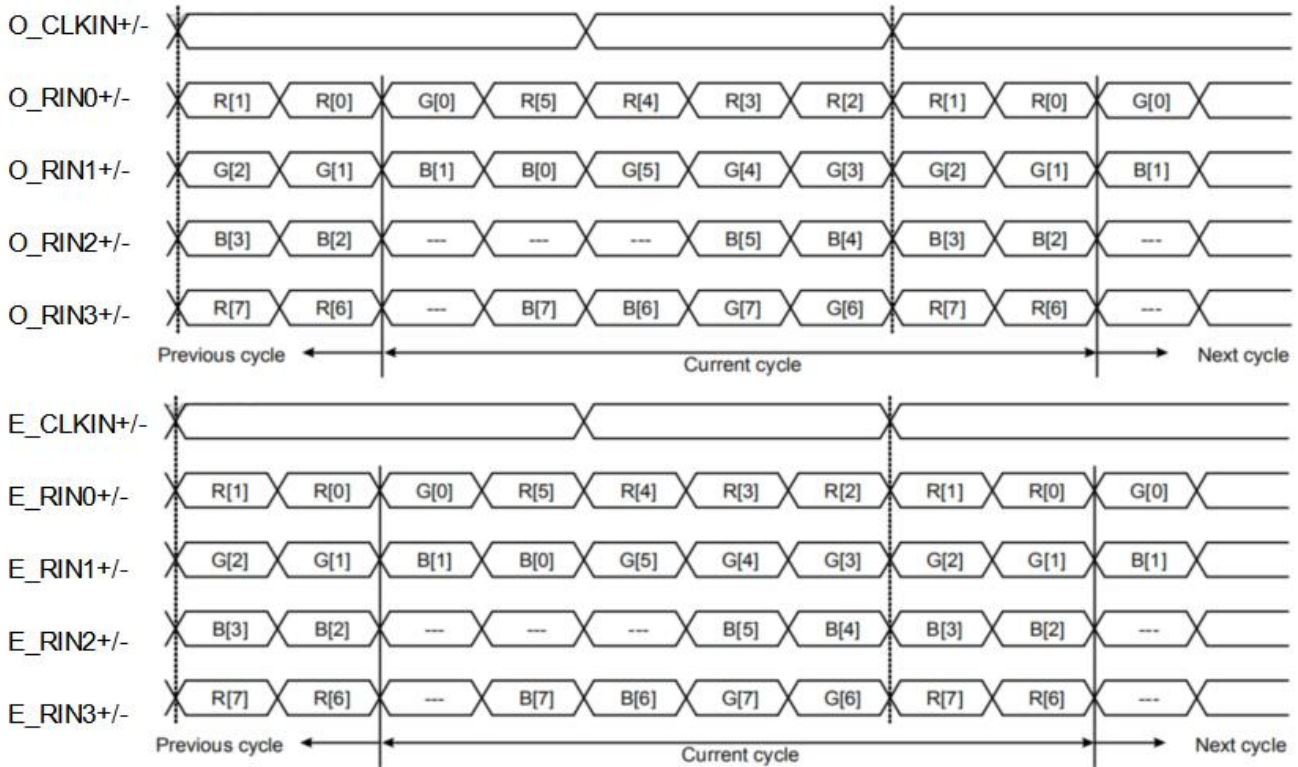 O_CLKIN+/-
O_RIN0+/- R[1] R[0] G[0] R[5] R[4] R[3] R[2] R[1] R[0] G[0]
O_RIN1+/- G[2] G[1] B[1] B[0] G[5] G[4] G[3] G[2] G[1] B[1]
O_RIN2+/- B[3] B[2] --- --- --- B[5] B[4] B[3] B[2] ---
O_RIN3+/- R[7] R[6] --- B[7] B[6] G[7] G[6] R[7] R[6] ---
Previous cycle Current cycle Next cycle
E_CLKIN+/-
E_RIN0+/- R[1] R[0] G[0] R[5] R[4] R[3] R[2] R[1] R[0] G[0]
E_RIN1+/- G[2] G[1] B[1] B[0] G[5] G[4] G[3] G[2] G[1] B[1]
E_RIN2+/- B[3] B[2] --- --- --- B[5] B[4] B[3] B[2] ---
E_RIN3+/- R[7] R[6] --- B[7] B[6] G[7] G[6] R[7] R[6] ---
Previous cycle Current cycle Next cycle